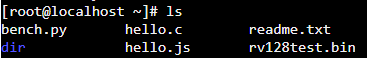 [root@localhost ~]# ls
bench.py    hello.c     readme.txt
dir         hello.js    rv128test.bin